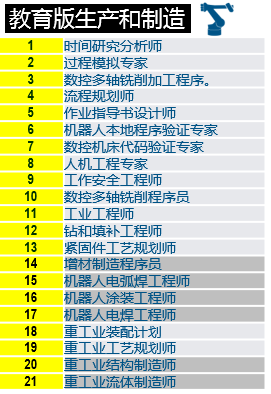 教育版生产和制造
1 时间研究分析师
2 过程模拟专家
3 数控多轴铣削加工程序。
4 流程规划师
5 作业指导书设计师
6 机器人本地程序验证专家
7 数控机床代码验证专家
8 人机工程专家
9 工作安全工程师
10 数控多轴铣削程序员
11 工业工程师
12 钻和填补工程师
13 紧固件工艺规划师
14 增材制造程序员
15 机器人电弧焊工程师
16 机器人涂装工程师
17 机器人电焊工程师
18 重工业装配计划
19 重工业工艺规划师
20 重工业结构制造师
21 重工业流体制造师